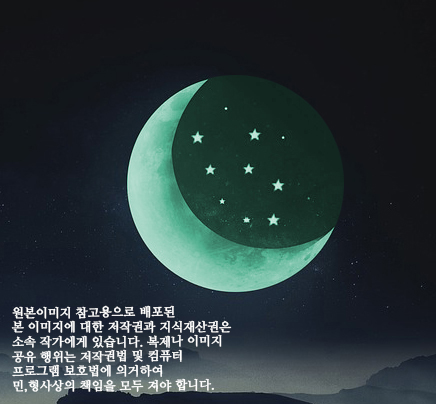 원본이미지 참고용으로 배포된
본 이미지에 대한 저작권과 지식재산권은
소속 작가에게 있습니다. 복제나 이미지
공유 행위는 저작권법 및 컴퓨터
프로그램 보호법에 의거하여
민,형사상의 책임을 모두 져야 합니다.